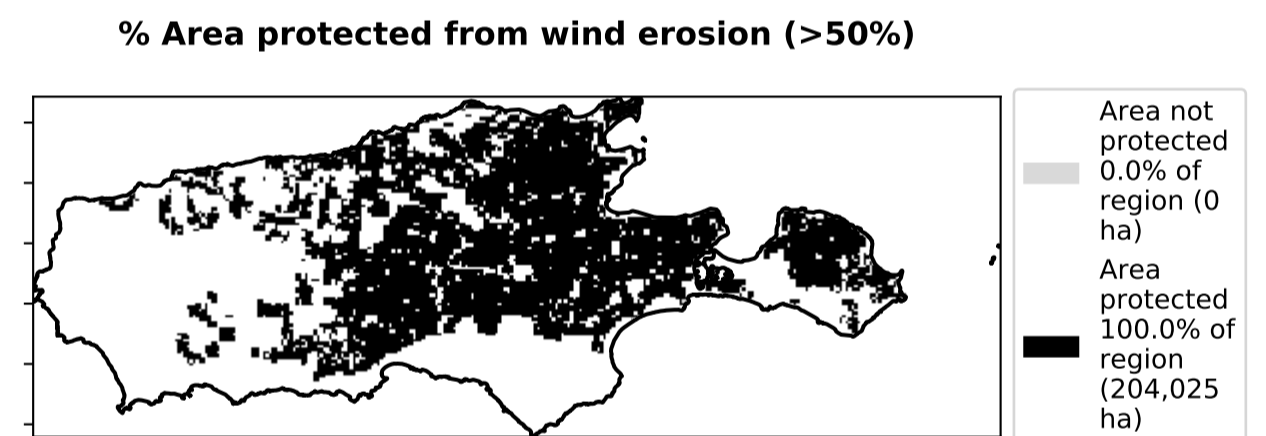 % Area protected from wind erosion (>50%)
Area not
protected
0.0% of
region (0
ha)
Area
protected
100.0% of
region
(204,025
ha)